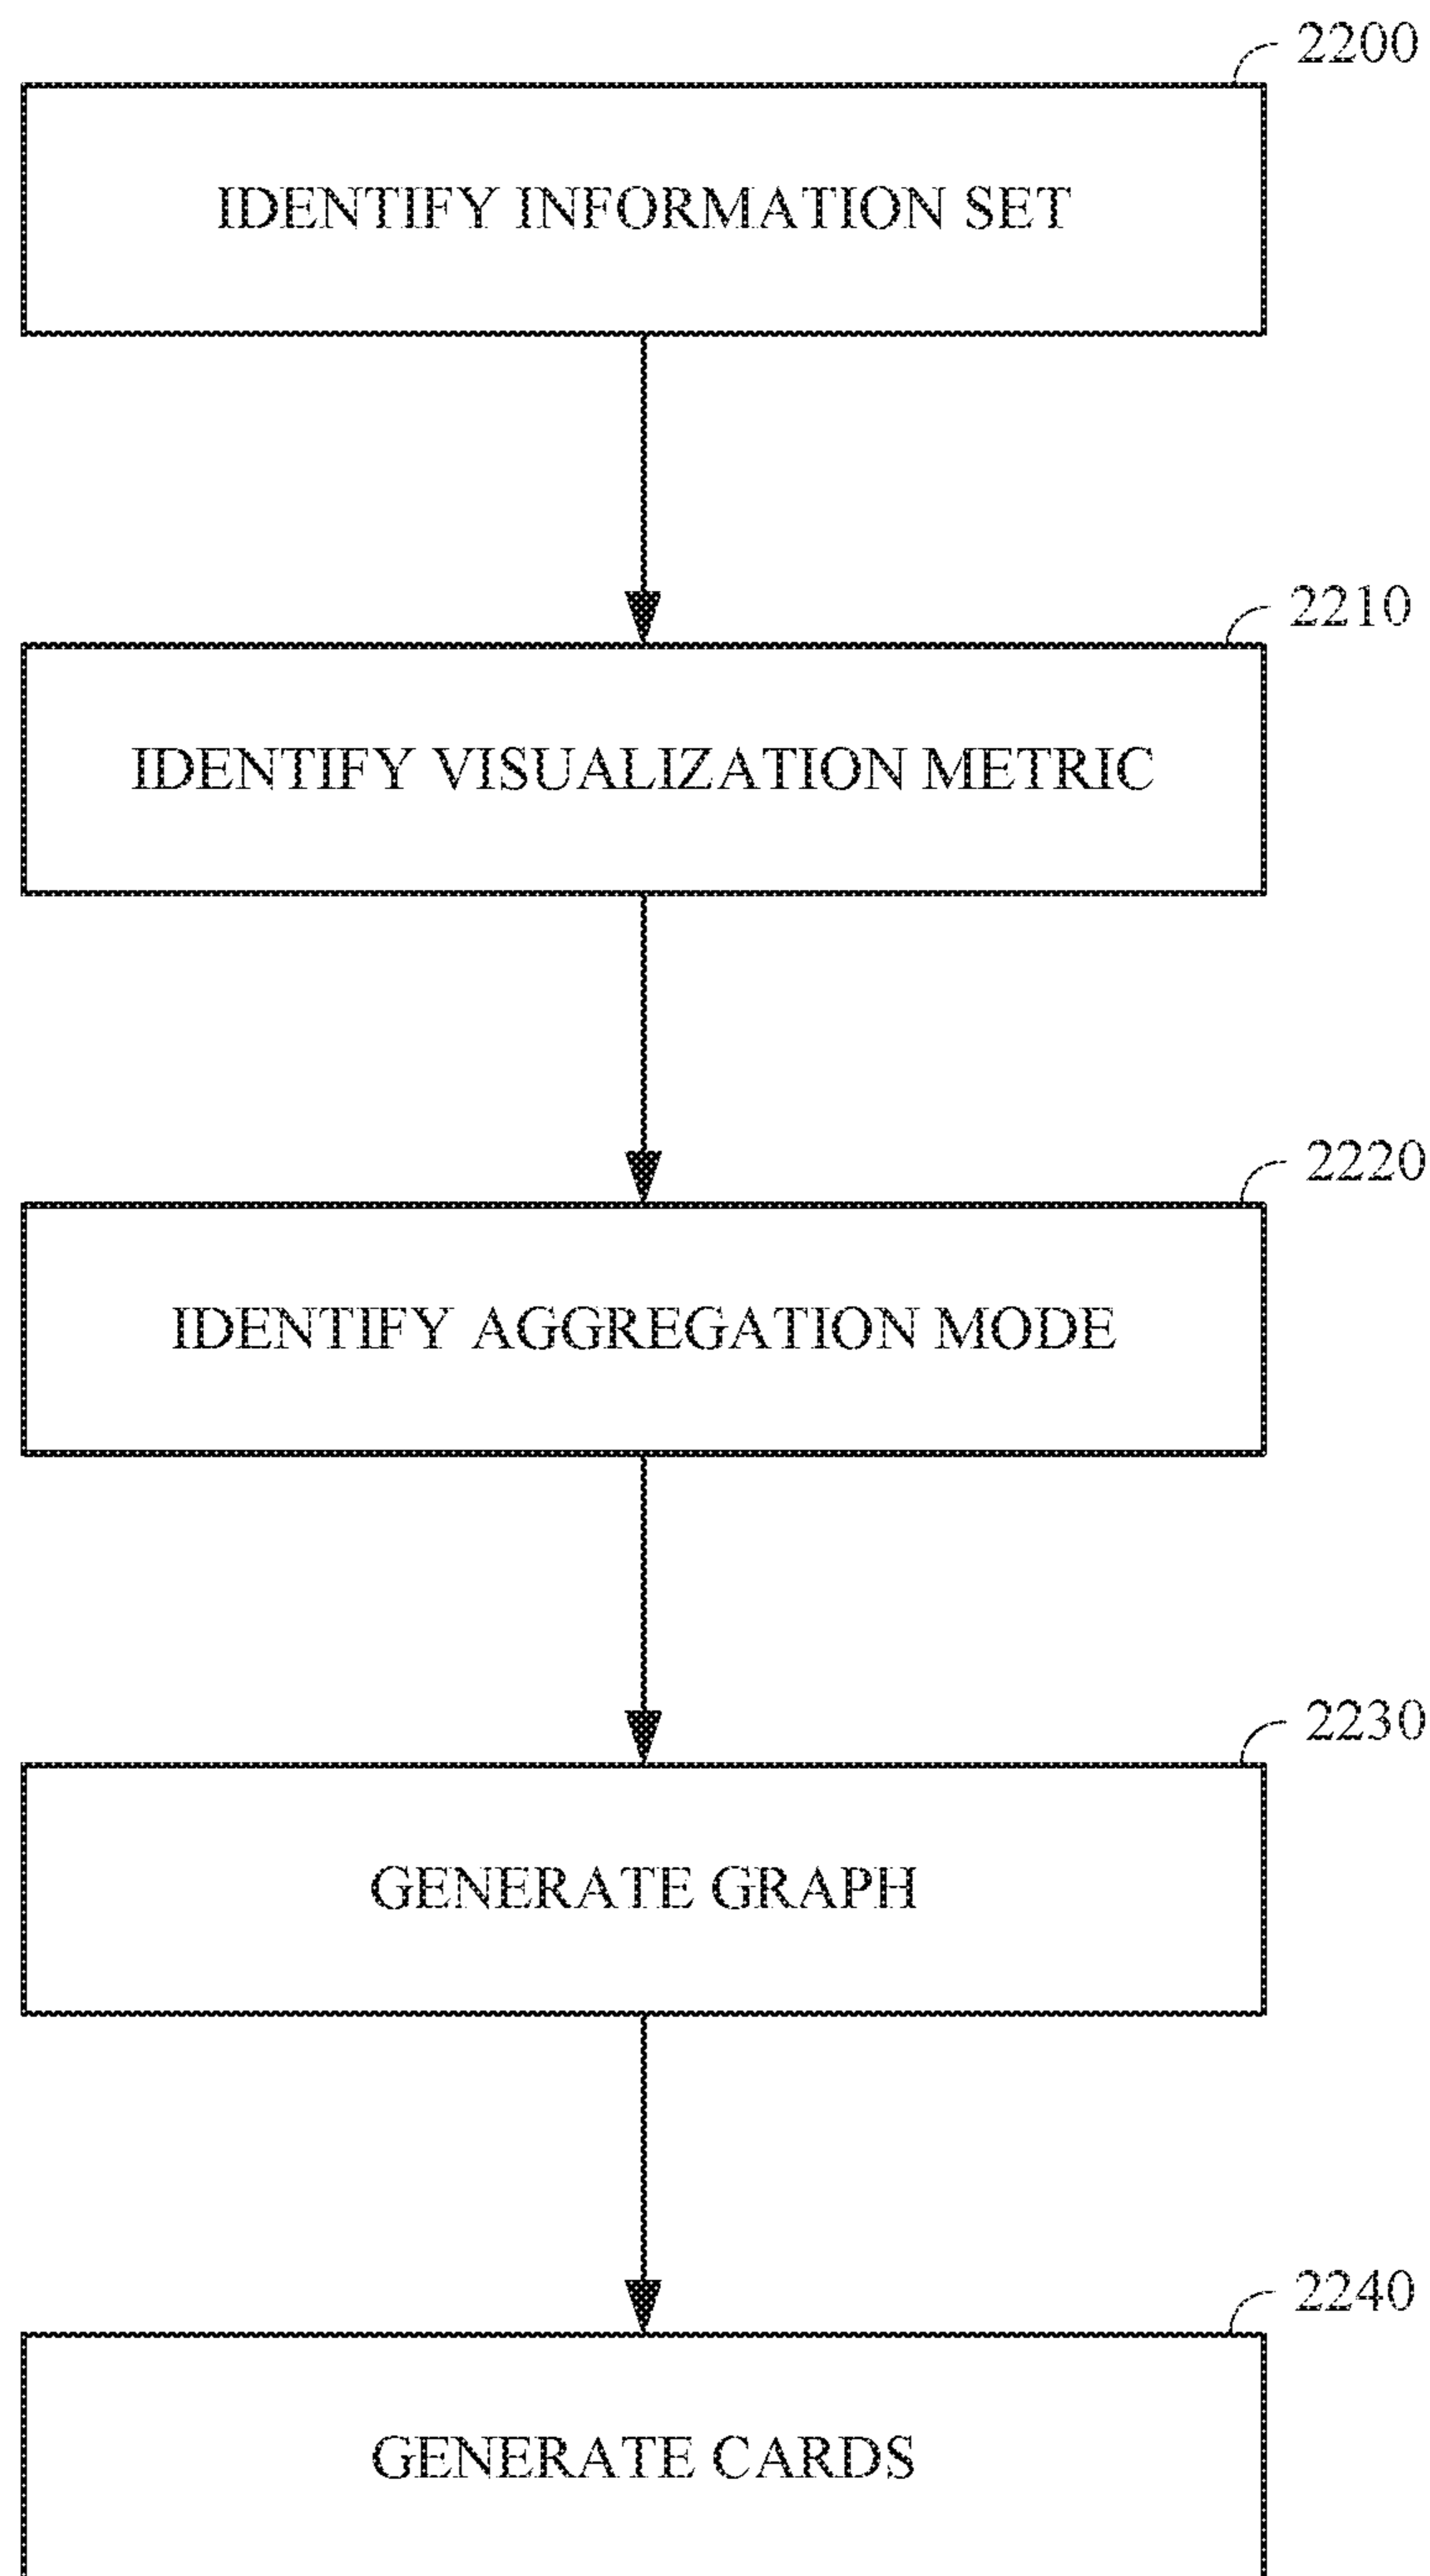 2200
IDENTIFY INFORMATION SET
2210
IDENTIFY VISUALIZATION METRIC
2220
IDENTIFY AGGREGATION MODE
2230
GENERATE GRAPH
2240
GENERATE CARDS